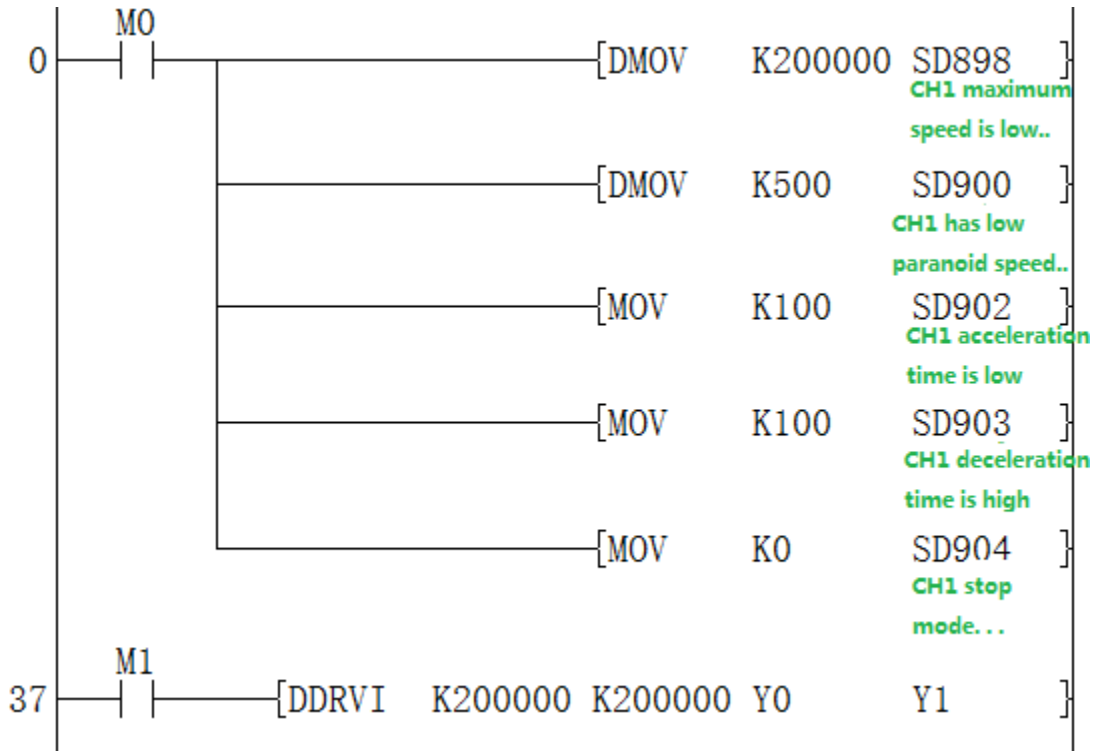 M0
0 [DMOV K200000 SD898 ]
CH1 maximum
speed is low..
[DMOV K500 SD900 ]
CH1 has low
paranoid speed..
[MOV K100 SD902 ]
CH1 acceleration
time is low
[MOV K100 SD903 ]
CH1 deceleration
time is high
[MOV K0 SD904 ]
CH1 stop
mode. . .
M1
37 [DDRVI K200000 K200000 Y0 Y1 ]